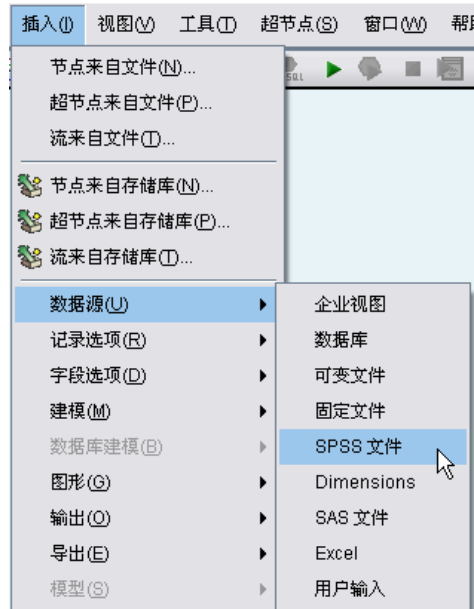 插入(I) 视图(V) 工具(T) 超节点(S) 窗口(W) 帮
节点来自文件(N)...
超节点来自文件(P)...
流来自文件(T)...
节点来自存储库(N)...
超节点来自存储库(P)...
流来自存储库(T)...
数据源(U)
记录选项(R)
字段选项(D)
建模(M)
数据库建模(B)
图形(G)
输出(O)
导出(E)
模型(S)
企业视图
数据库
可变文件
固定文件
SPSS 文件
Dimensions
SAS 文件
Excel
用户输入